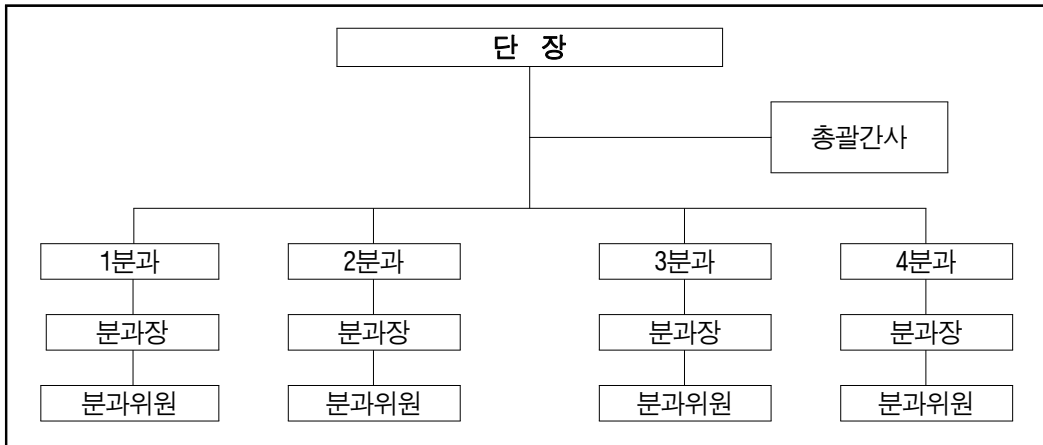 단 장
총괄간사
1분과 2분과 3분과 4분과
분과장 분과장 분과장 분과장
분과위원 분과위원 분과위원 분과위원